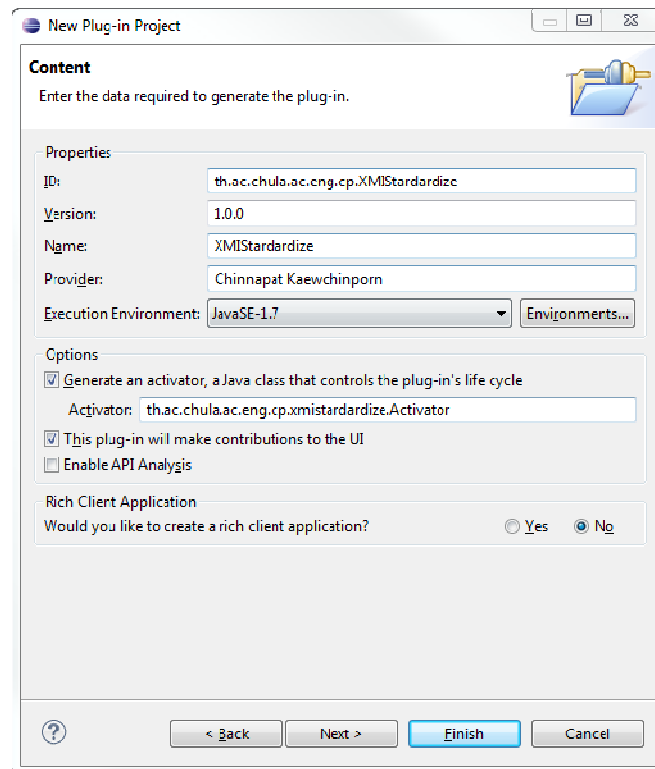 New Plug-in Project
Content
Enter the data required to generate the plug-in.
Properties
ID: th.ac.chula.ac.eng.cp.XMIStardardize
Version: 1.0.0
Name: XMIStardardize
Provider: Chinnapat Kaewchinporn
Execution Environment: JavaSE-1.7 Environments...
Options
Generate an activator, a Java class that controls the plug-in's life cycle
Activator: th.ac.chula.ac.eng.cp.xmistardardize.Activator
This plug-in will make contributions to the UI
Enable API Analysis
Rich Client Application
Would you like to create a rich client application? Yes No
? < Back Next > Finish Cancel